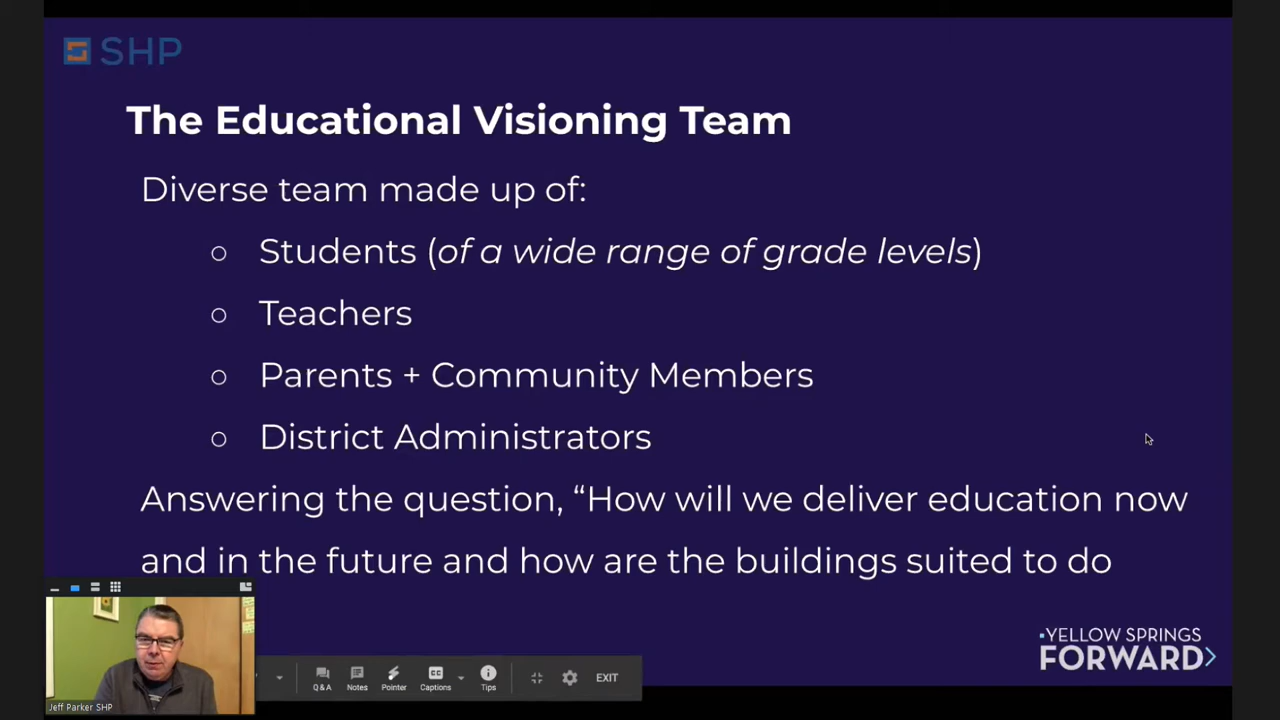 SHP
The Educational Visioning Team
Diverse team made up of:
Students (of a wide range of grade levels)
Teachers
Parents + Community Members
District Administrators
Answering the question, “How will we deliver education now
and in the future and how are the buildings suited to do
YELLOW SPRINGS
FORWARD
Q & A Notes Pointer Captions Tips EXIT
Jeff Parker SHP